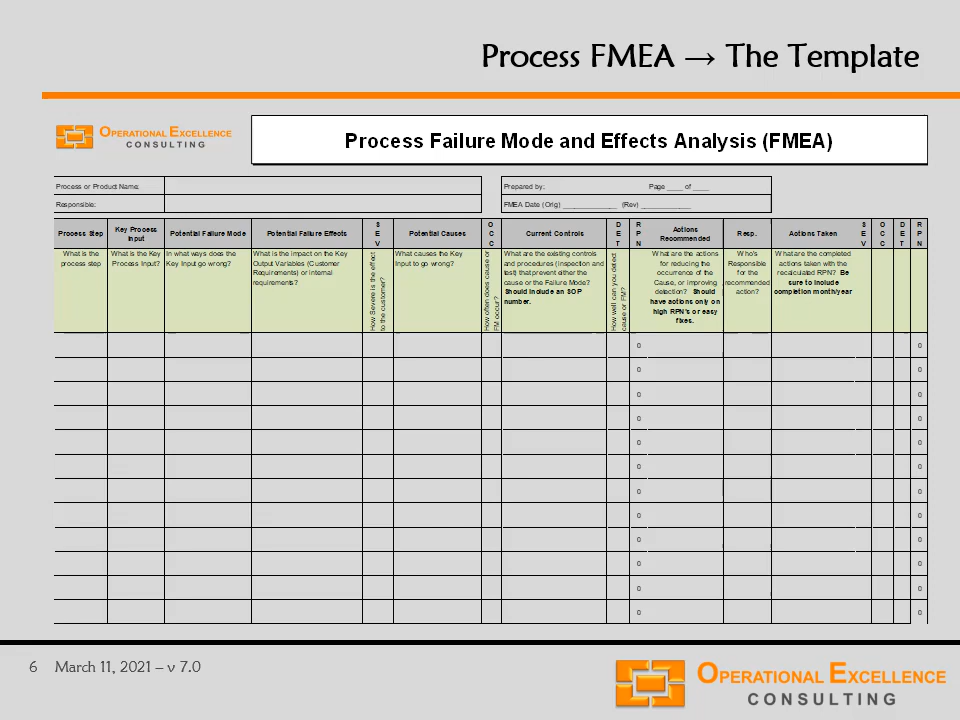 Process FMEA → The Template
OPERATIONAL EXCELLENCE
CONSULTING
Process Failure Mode and Effects Analysis (FMEA)
Process or Product Name:
Prepared by:
Page ____ of ____
Responsible:
FMEA Date (Orig) ______________ (Rev) _____________
Process Step
Key Process
Input
Potential Failure Mode
Potential Failure Effects
S
E
V
Potential Causes
O
C
C
Current Controls
D
E
T
R
P
N
Actions
Recommended
Resp.
Actions Taken
S
E
V
O
C
C
D
E
T
R
P
N
What is the
process step
What is the Key
Process Input?
In what ways does the
Key Input go wrong?
What is the impact on the Key
Output Variables (Customer
Requirements) or internal
requirements?
How Severe is the effect
to the customer?
What causes the Key
Input to go wrong?
How often does cause or
FM occur?
What are the existing controls
and procedures (inspection and
test) that prevent either the
cause or the Failure Mode?
Should include an SOP
number.
How well can you detect
cause or FM?
What are the actions
for reducing the
occurrence of the
Cause, or improving
detection? Should
have actions only on
high RPN's or easy
fixes.
Who's
Responsible
for the
recommended
action?
What are the completed
actions taken with the
recalculated RPN? Be
sure to include
completion month/year
0 0
0 0
0 0
0 0
0 0
0 0
0 0
0 0
0 0
0 0
0 0
0 0
6 March 11, 2021 – v 7.0
OPERATIONAL EXCELLENCE
CONSULTING